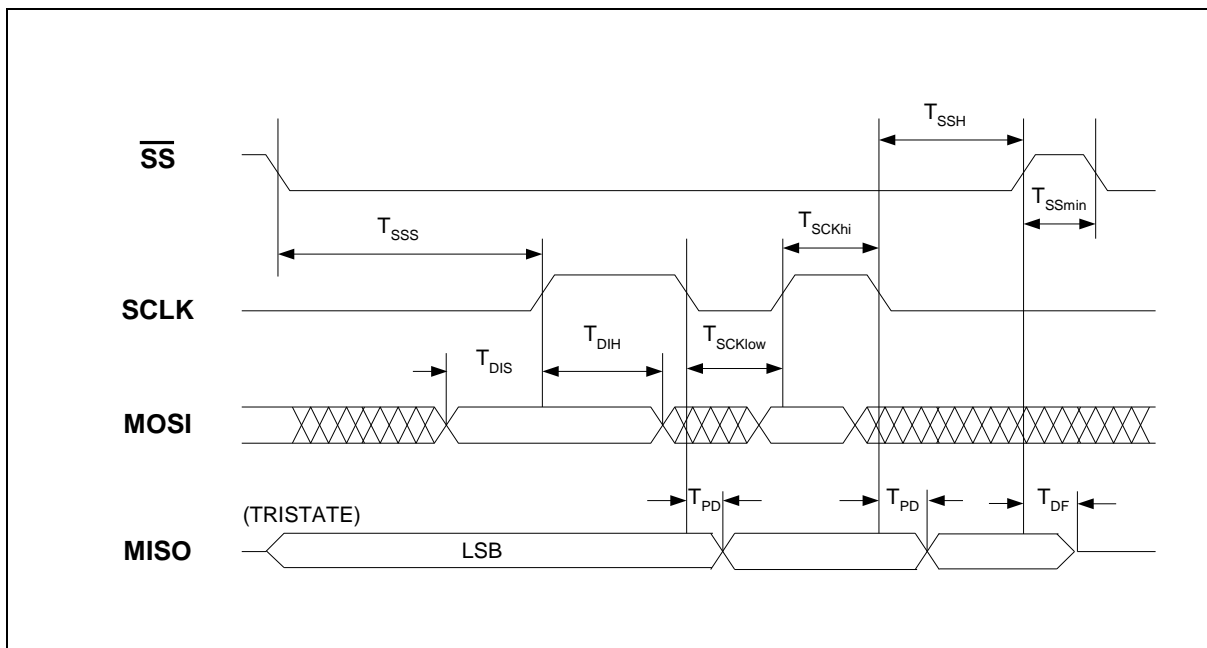 T_SSH
SS
T_SSmin
T_SSS
T_SCKhi
SCLK
T_DIH
T_SCKlow
T_DIS
MOSI
T_PD
T_PD
T_DF
(TRISTATE)
MISO
LSB